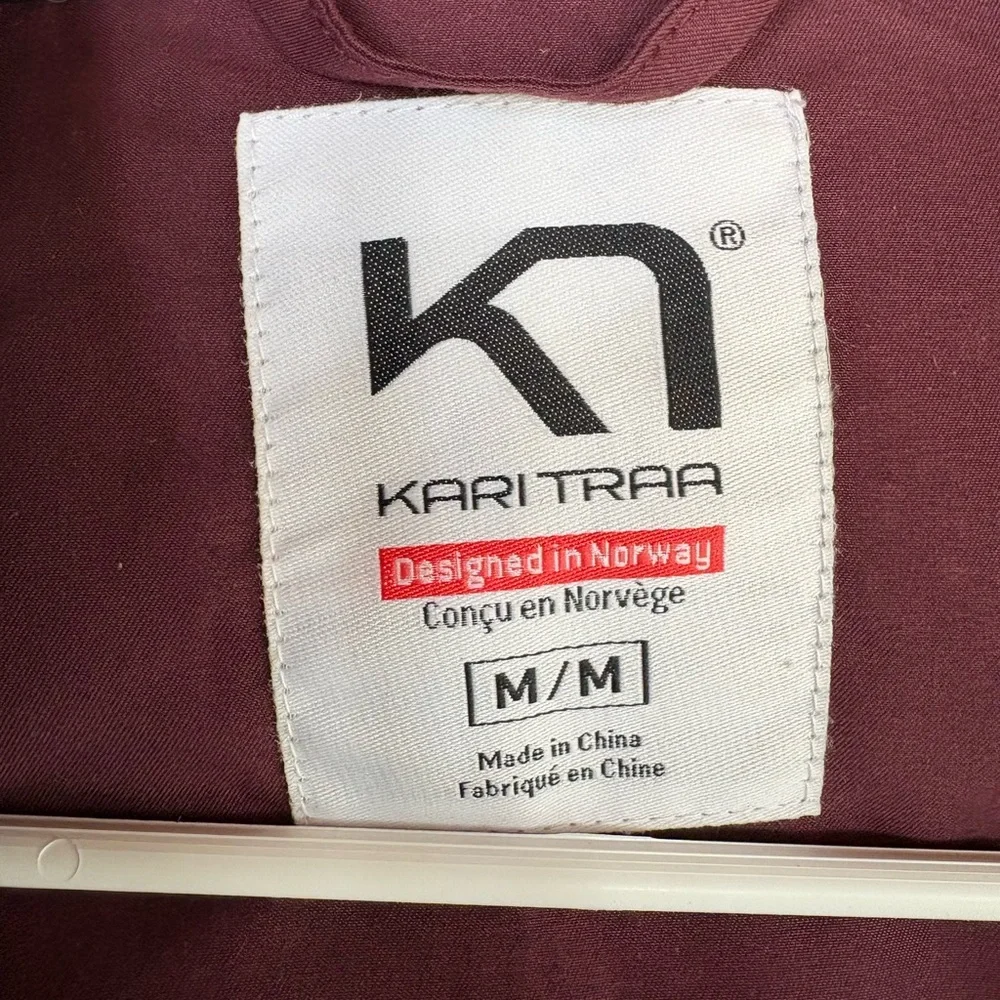 ®
KARI TRAA
Designed in Norway
Conçu en Norvège
M/M
Made in China
Fabriqué en Chine